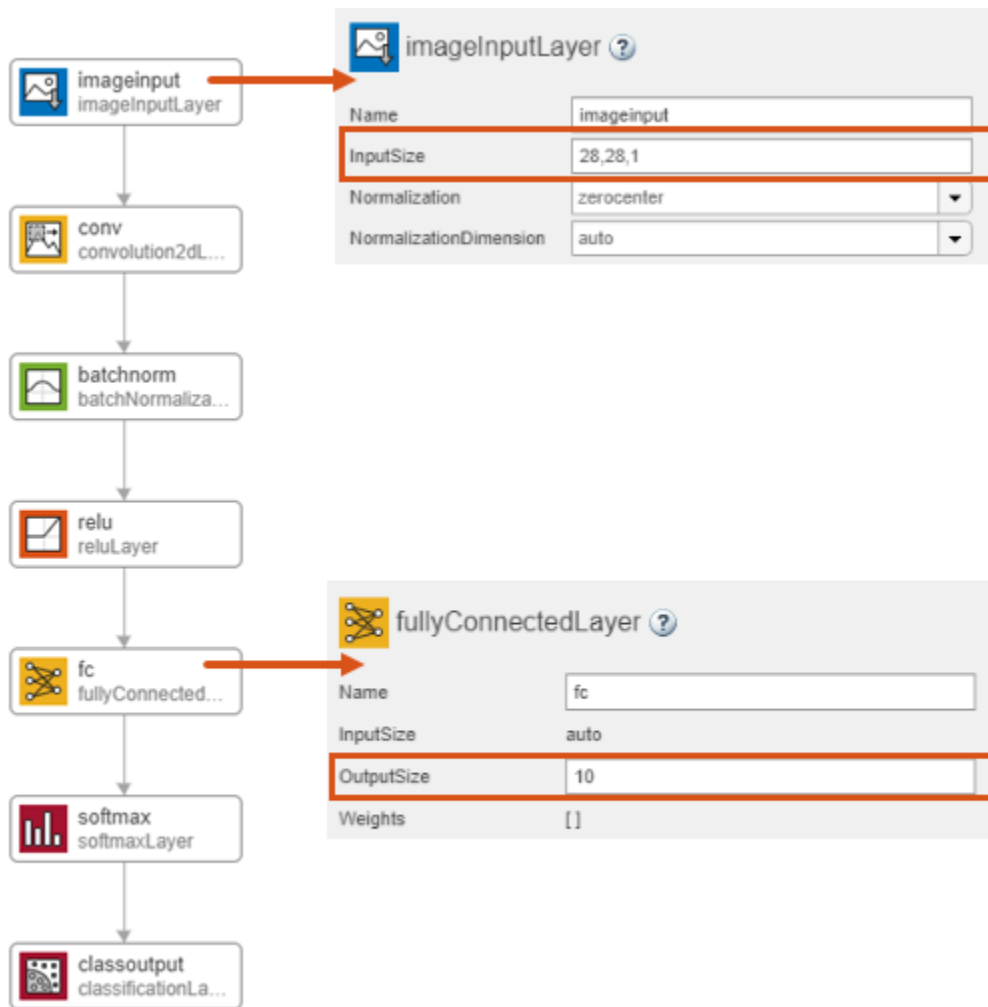 imageinput
imageInputLayer
conv
convolution2dL...
batchnorm
batchNormaliza...
relu
reluLayer
fc
fullyConnected...
softmax
softmaxLayer
classoutput
classificationLa...
imageInputLayer ?
Name imageinput
InputSize 28,28,1
Normalization zerocenter
NormalizationDimension auto
fullyConnectedLayer ?
Name fc
InputSize auto
OutputSize 10
Weights []